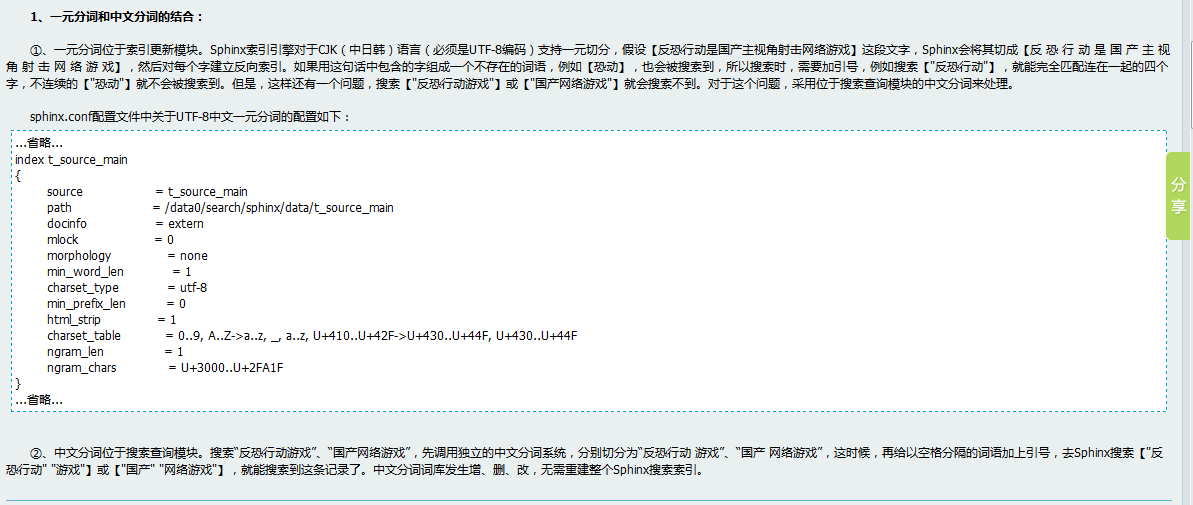 1、一元分词和中文分词的结合：
①、一元分词位于索引更新模块。Sphinx索引引擎对于CJK（中日韩）语言（必须是UTF-8编码）支持一元切分，假设【反恐行动是国产主视角射击网络游戏】这段文字，Sphinx会将其切成【反 恐 行 动 是 国 产 主 视
角 射 击 网 络 游 戏】，然后对每个字建立反向索引。如果用这句话中包含的字组成一个不存在的词语，例如【恐动】，也会被搜索到，所以搜索时，需要加引号，例如搜索【"反恐行动"】，就能完全匹配连在一起的四个
字，不连续的【"恐动"】就不会被搜索到。但是，这样还有一个问题，搜索【"反恐行动游戏"】或【"国产网络游戏"】就会搜索不到。对于这个问题，采用位于搜索查询模块的中文分词来处理。
sphinx.conf配置文件中关于UTF-8中文一元分词的配置如下：
...省略...
index t_source_main
{
source = t_source_main
path = /data0/search/sphinx/data/t_source_main
docinfo = extern
mlock = 0
morphology = none
min_word_len = 1
charset_type = utf-8
min_prefix_len = 0
html_strip = 1
charset_table = 0..9, A..Z->a..z, _, a..z, U+410..U+42F->U+430..U+44F, U+430..U+44F
ngram_len = 1
ngram_chars = U+3000..U+2FA1F
}
...省略...
②、中文分词位于搜索查询模块。搜索“反恐行动游戏”、“国产网络游戏”，先调用独立的中文分词系统，分别切分为“反恐行动 游戏”、“国产 网络游戏”，这时候，再给以空格分隔的词语加上引号，去Sphinx搜索【"反
恐行动" "游戏"】或【"国产" "网络游戏"】，就能搜索到这条记录了。中文分词词库发生增、删、改，无需重建整个Sphinx搜索索引。
分
享